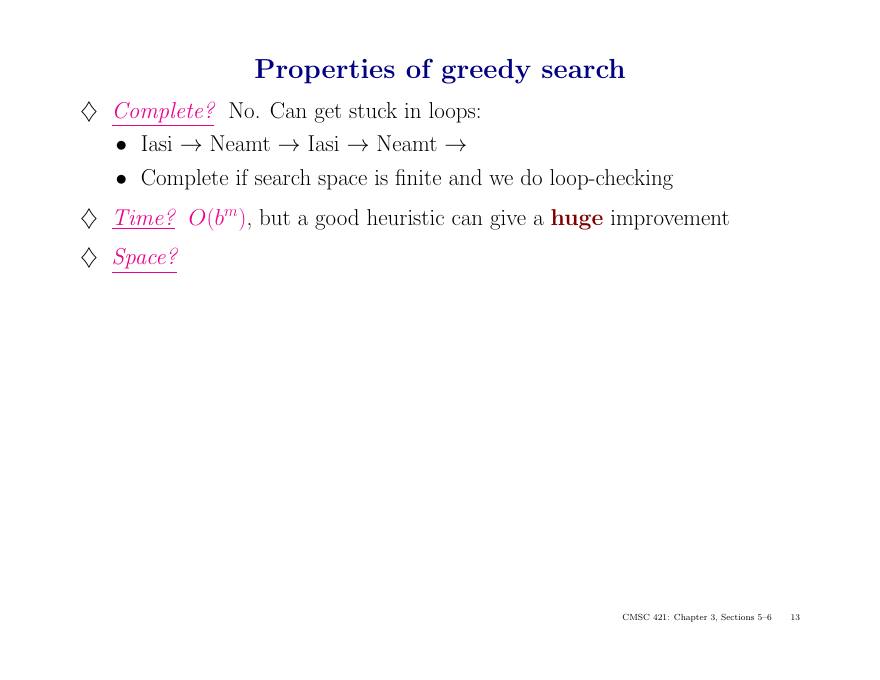 Properties of greedy search
♢ Complete? No. Can get stuck in loops:
• Iasi → Neamt → Iasi → Neamt →
• Complete if search space is finite and we do loop-checking
♢ Time? O(b^m), but a good heuristic can give a huge improvement
♢ Space?
CMSC 421: Chapter 3, Sections 5–6 13